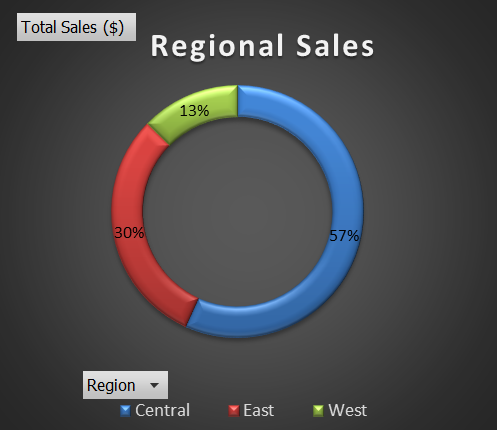 Total Sales ($)
Regional Sales
13%
57%
30%
Region
Central East West